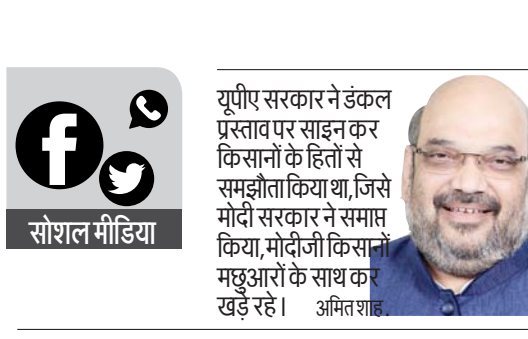 सोशल मीडिया
यूपीए सरकार ने डंकल
प्रस्ताव पर साइन कर
किसानों के हितों से
समझौता किया था,जिसे
मोदी सरकार ने समाप्त
किया,मोदीजी किसानों
मछुआरों के साथ कर
खड़े रहे। अमित शाह.